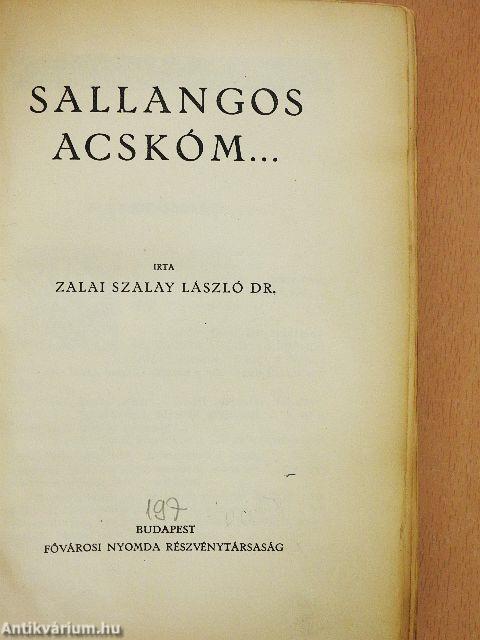 SALLANGOS
ACSKÓM...
IRTA
ZALAI SZALAY LÁSZLÓ DR.
197
BUDAPEST
FŐVÁROSI NYOMDA RÉSZVÉNYTÁRSASÁG
Antikvárium.hu